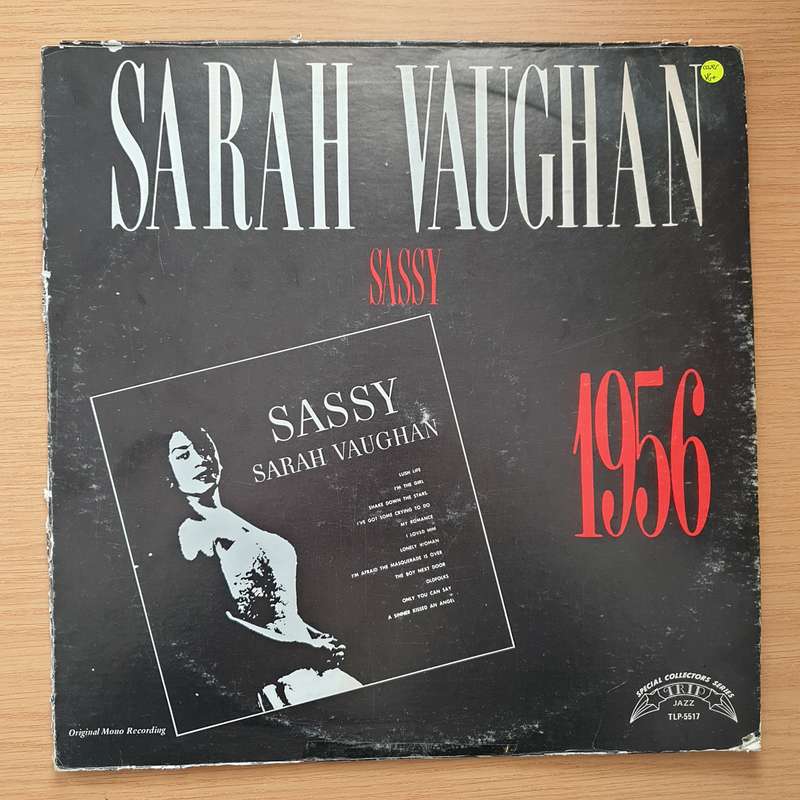 SARAH VAUGHAN
SASSY
1956
SASSY
SARAH VAUGHAN
LUSH LIFE
I'M THE GIRL
SHAKE DOWN THE STARS
I'VE GOT SOME CRYING TO DO
MY ROMANCE
I LOVED HIM
LONELY WOMAN
I'M AFRAID THE MASQUERADE IS OVER
THE BOY NEXT DOOR
OLDFOLKS
ONLY YOU CAN SAY
A SINNER KISSED AN ANGEL
Original Mono Recording
SPECIAL COLLECTORS SERIES
TRIP
JAZZ
TLP-5517